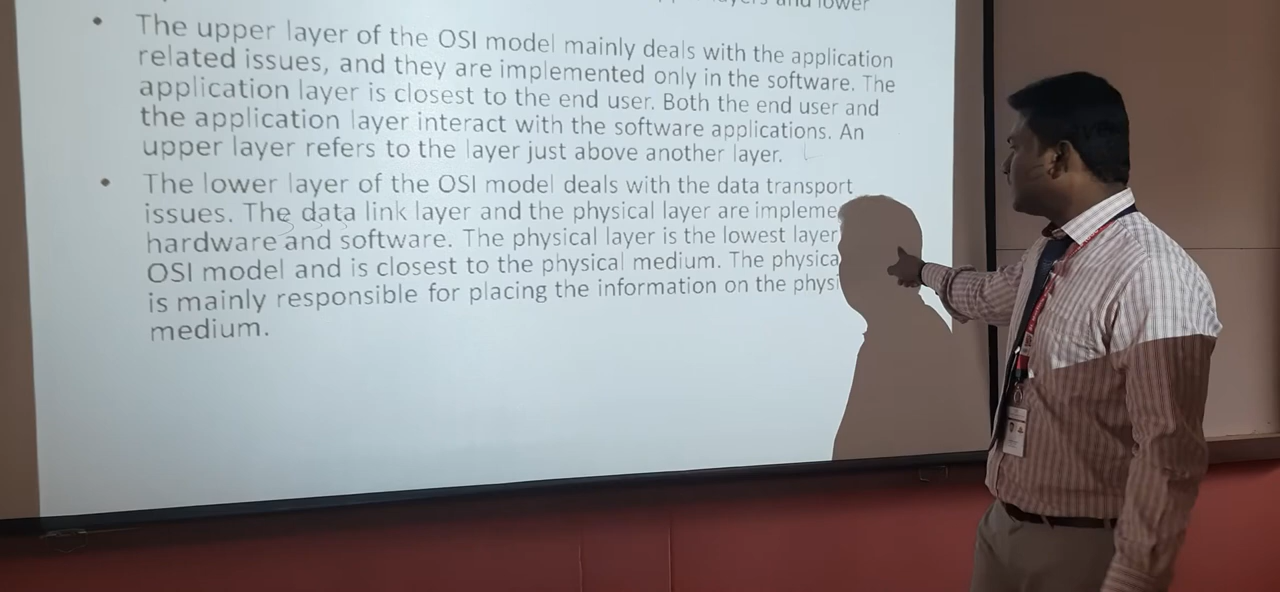 layers and lower
• The upper layer of the OSI model mainly deals with the application
related issues, and they are implemented only in the software. The
application layer is closest to the end user. Both the end user and
the application layer interact with the software applications. An
upper layer refers to the layer just above another layer.
• The lower layer of the OSI model deals with the data transport
issues. The data link layer and the physical layer are impleme
hardware and software. The physical layer is the lowest layer
OSI model and is closest to the physical medium. The physica
is mainly responsible for placing the information on the physi
medium.